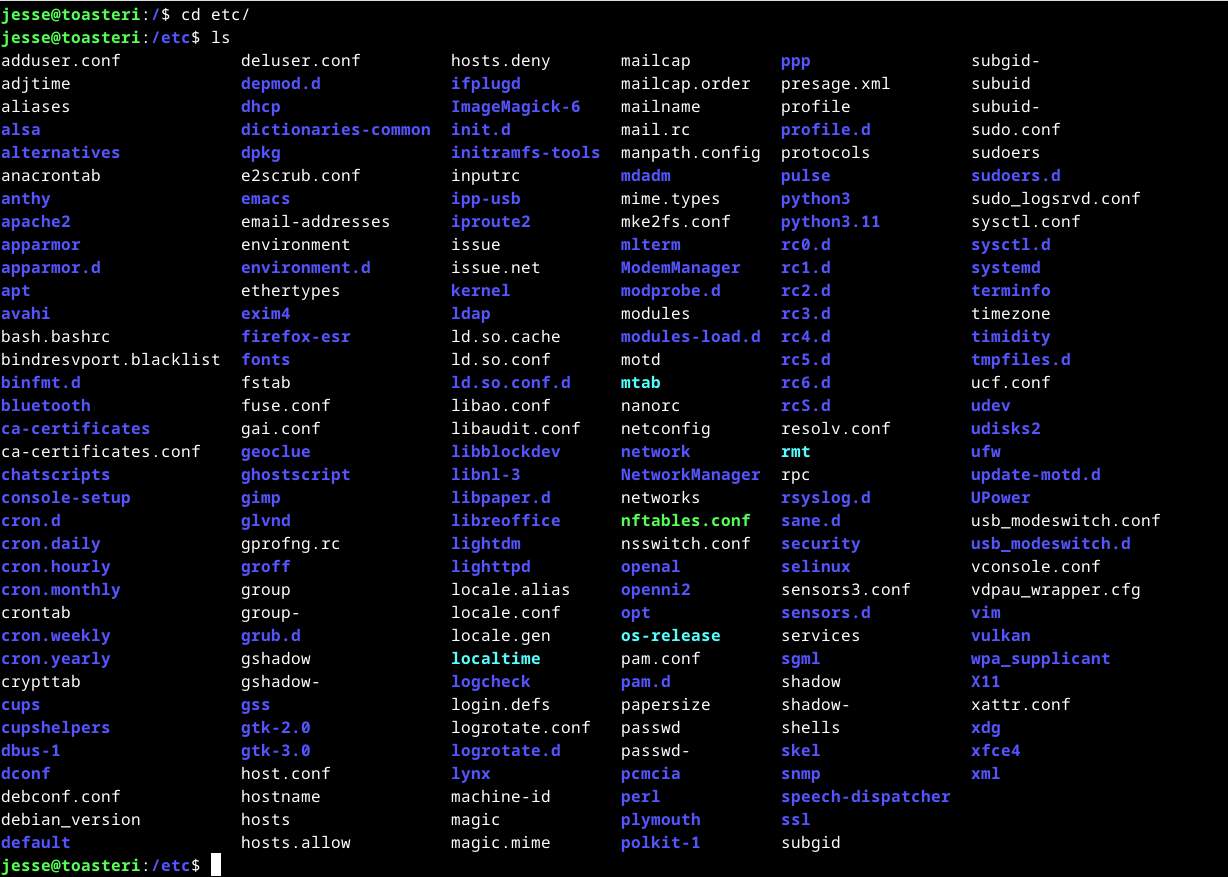 jesse@toasteri:/$ cd etc/
jesse@toasteri:/etc$ ls
adduser.conf deluser.conf hosts.deny mailcap ppp subgid-
adjtime depmod.d ifplugd mailcap.order presage.xml subuid
aliases dhcp ImageMagick-6 mailname profile subuid-
alsa dictionaries-common init.d mail.rc profile.d sudo.conf
alternatives dpkg initramfs-tools manpath.config protocols sudoers
anacrontab e2scrub.conf inputrc mdadm pulse sudoers.d
anthy emacs ipp-usb mime.types python3 sudo_logsrvd.conf
apache2 email-addresses iproute2 mke2fs.conf python3.11 sysctl.conf
apparmor environment issue mlterm rc0.d sysctl.d
apparmor.d environment.d issue.net ModemManager rc1.d systemd
apt ethertypes kernel modprobe.d rc2.d terminfo
avahi exim4 ldap modules rc3.d timezone
bash.bashrc firefox-esr ld.so.cache modules-load.d rc4.d timidity
bindresvport.blacklist fonts ld.so.conf motd rc5.d tmpfiles.d
binfmt.d fstab ld.so.conf.d mtab rc6.d ucf.conf
bluetooth fuse.conf libao.conf nanorc rcS.d udev
ca-certificates gai.conf libaudit.conf netconfig resolv.conf udisks2
ca-certificates.conf geoclue libblockdev network rmt ufw
chatscripts ghostscript libnl-3 NetworkManager rpc update-motd.d
console-setup gimp libpaper.d networks rsyslog.d UPower
cron.d glvnd libreoffice nftables.conf sane.d usb_modeswitch.conf
cron.daily gprofng.rc lightdm nsswitch.conf security usb_modeswitch.d
cron.hourly groff lighttpd openal selinux vconsole.conf
cron.monthly group locale.alias openni2 sensors3.conf vdpau_wrapper.cfg
crontab group- locale.conf opt sensors.d vim
cron.weekly grub.d locale.gen os-release services vulkan
cron.yearly gshadow localtime pam.conf sgml wpa_supplicant
crypttab gshadow- logcheck pam.d shadow X11
cups gss login.defs papersize shadow- xattr.conf
cupshelpers gtk-2.0 logrotate.conf passwd shells xdg
dbus-1 gtk-3.0 logrotate.d passwd- skel xfce4
dconf host.conf lynx pcmcia snmp xml
debconf.conf hostname machine-id perl speech-dispatcher
debian_version hosts magic plymouth ssl
default hosts.allow magic.mime polkit-1 subgid
jesse@toasteri:/etc$